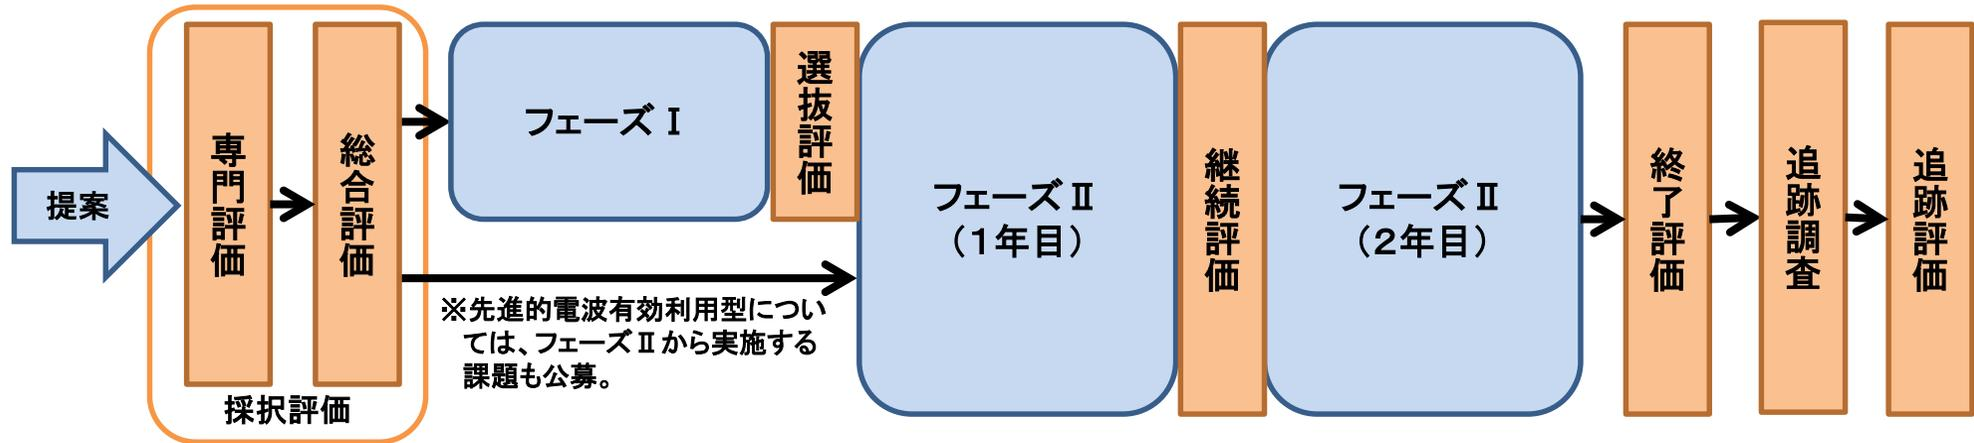 提案
専門評価
総合評価
採択評価
フェーズⅠ
選抜評価
※先進的電波有効利用型につい
ては、フェーズⅡから実施する
課題も公募。
フェーズⅡ
（１年目）
継続評価
フェーズⅡ
（２年目）
終了評価
追跡調査
追跡評価